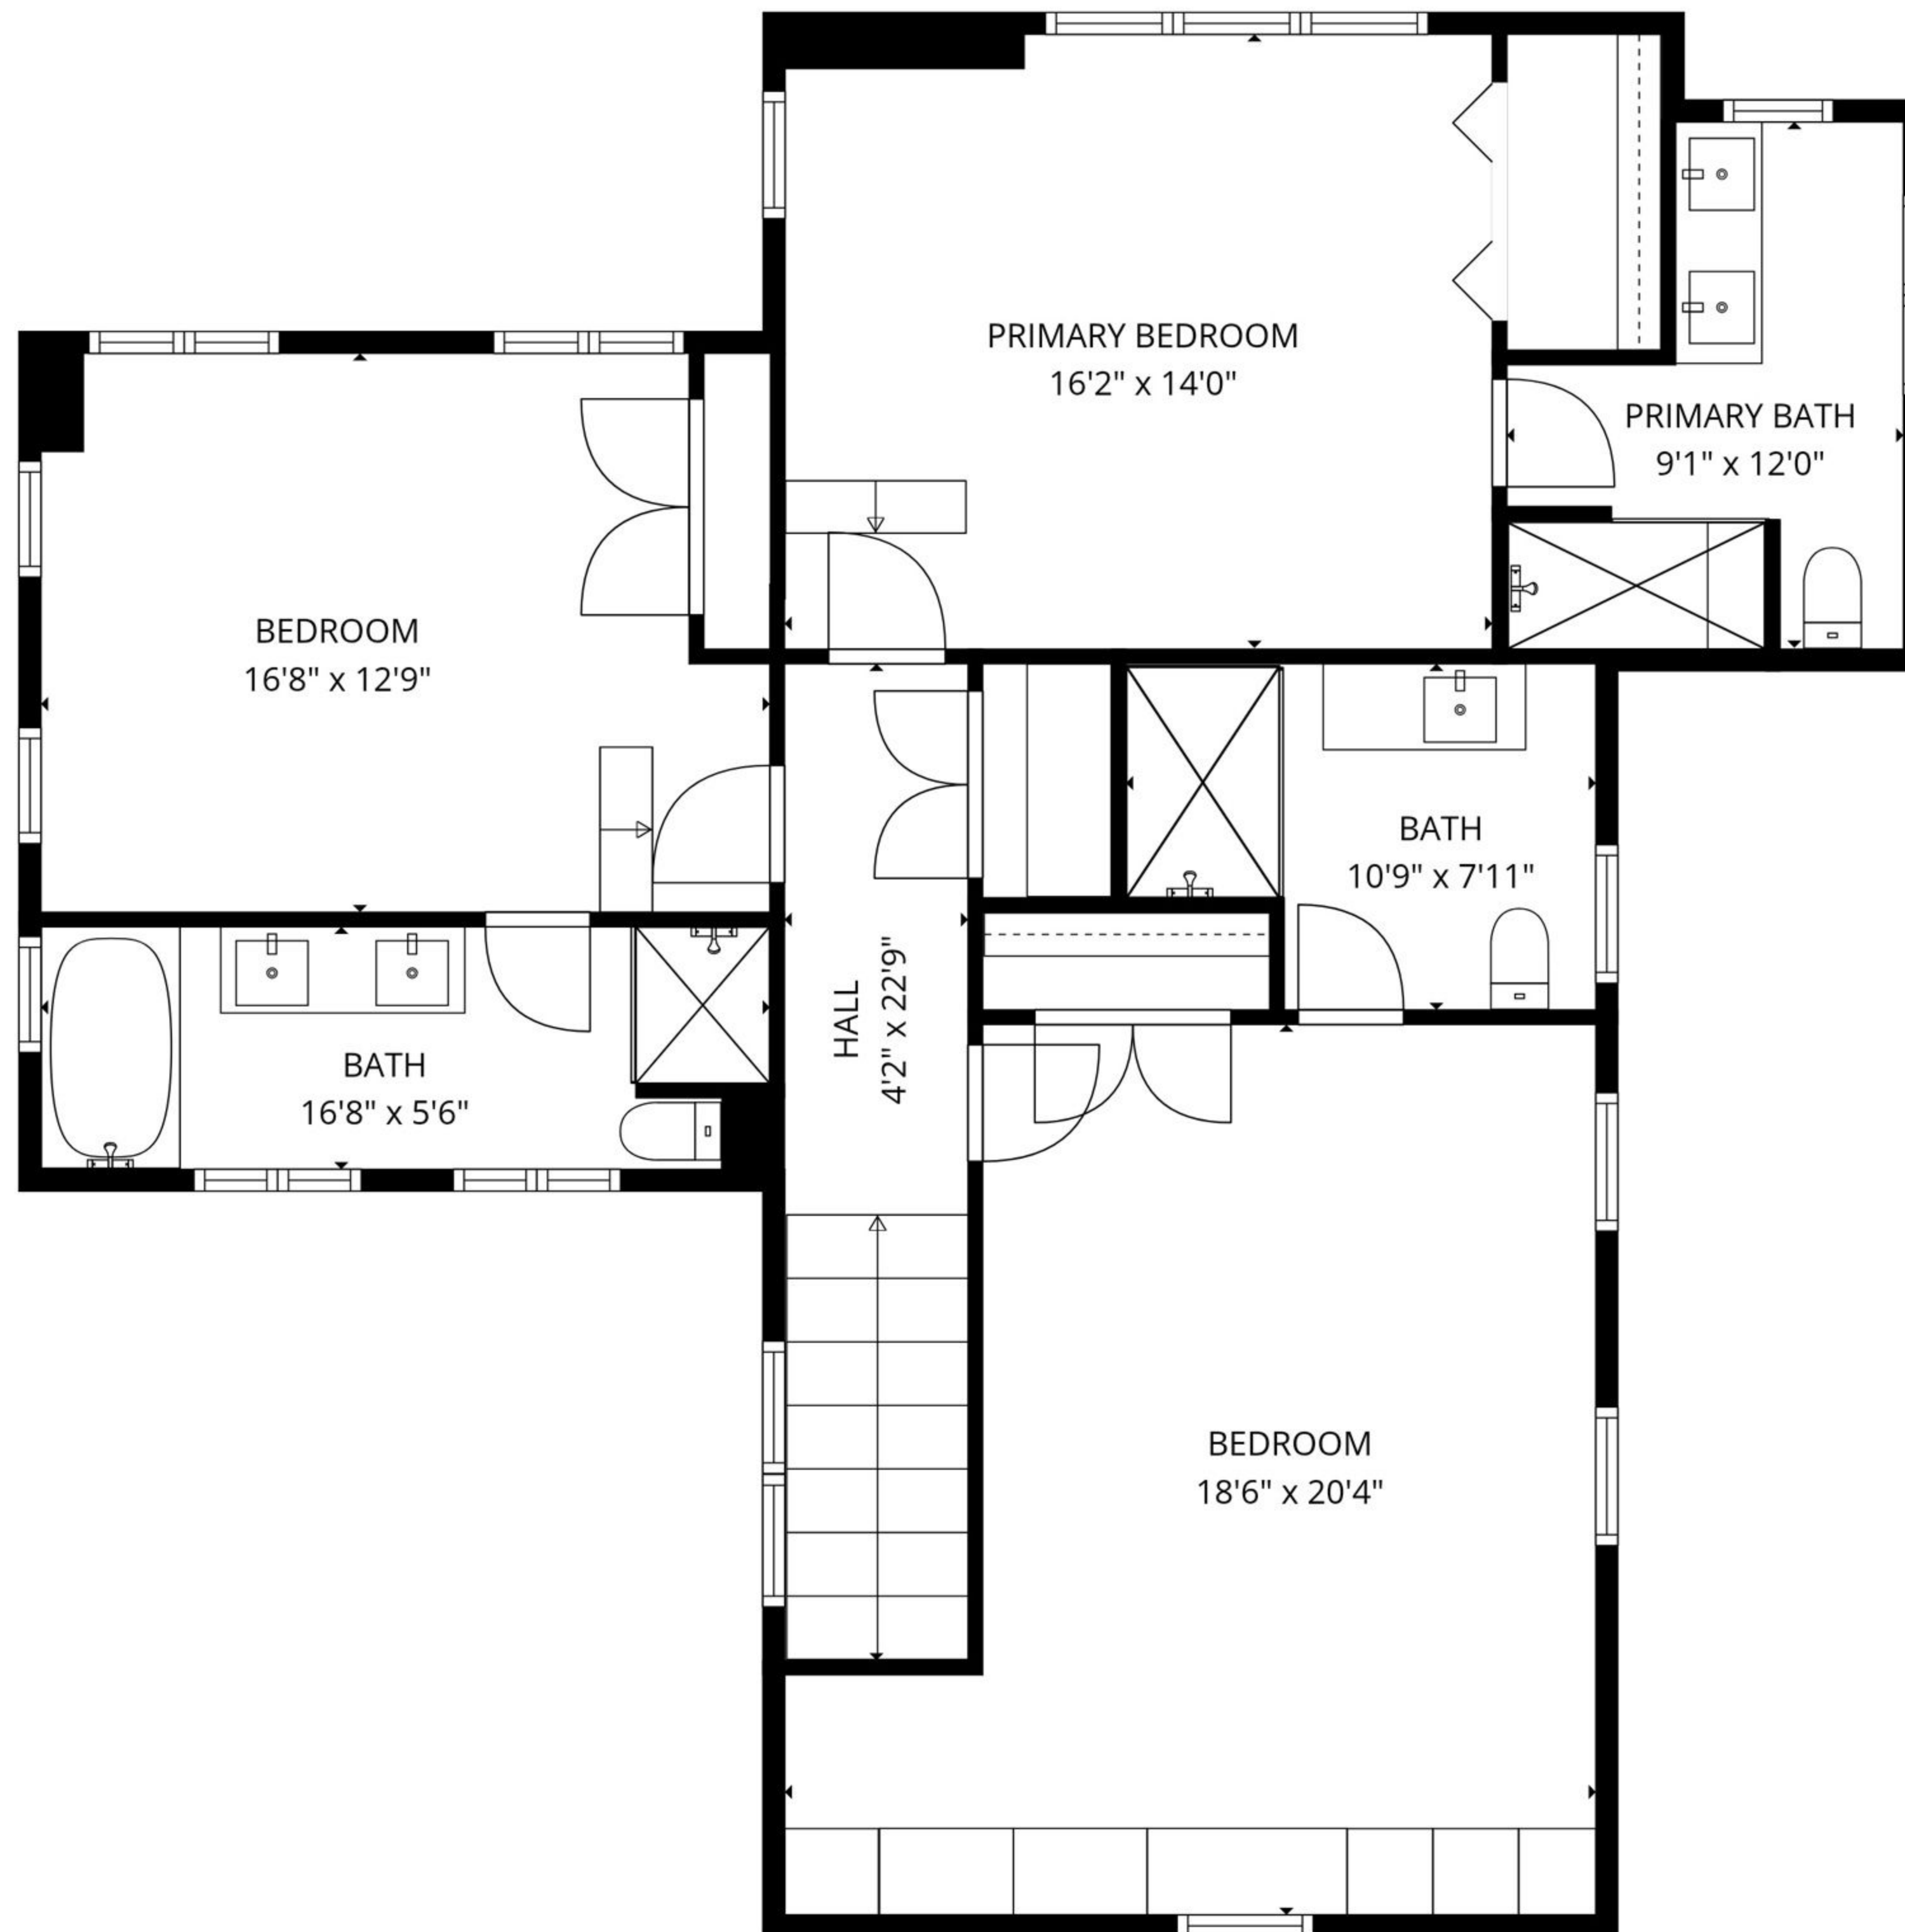 PRIMARY BEDROOM
16'2" x 14'0"
PRIMARY BATH
9'1" x 12'0"
BEDROOM
16'8" x 12'9"
BATH
10'9" x 7'11"
HALL
4'2" x 22'9"
BATH
16'8" x 5'6"
BEDROOM
18'6" x 20'4"